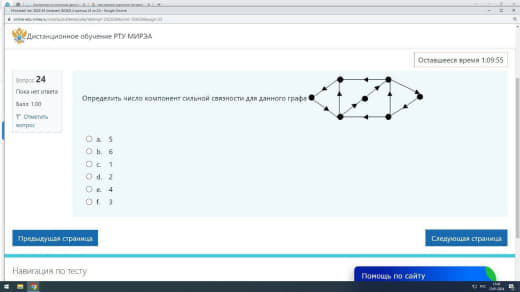 Дистанционное обучение РТУ МИРЭА
Оставшееся время 1:09:55
Вопрос 24
Пока нет ответа
Балл: 1.00
Отметить
вопрос
Определить число компонент сильной связности для данного графа
a. 5
b. 6
c. 1
d. 2
e. 4
f. 3
Предыдущая страница
Следующая страница
Навигация по тесту
Помощь по сайту